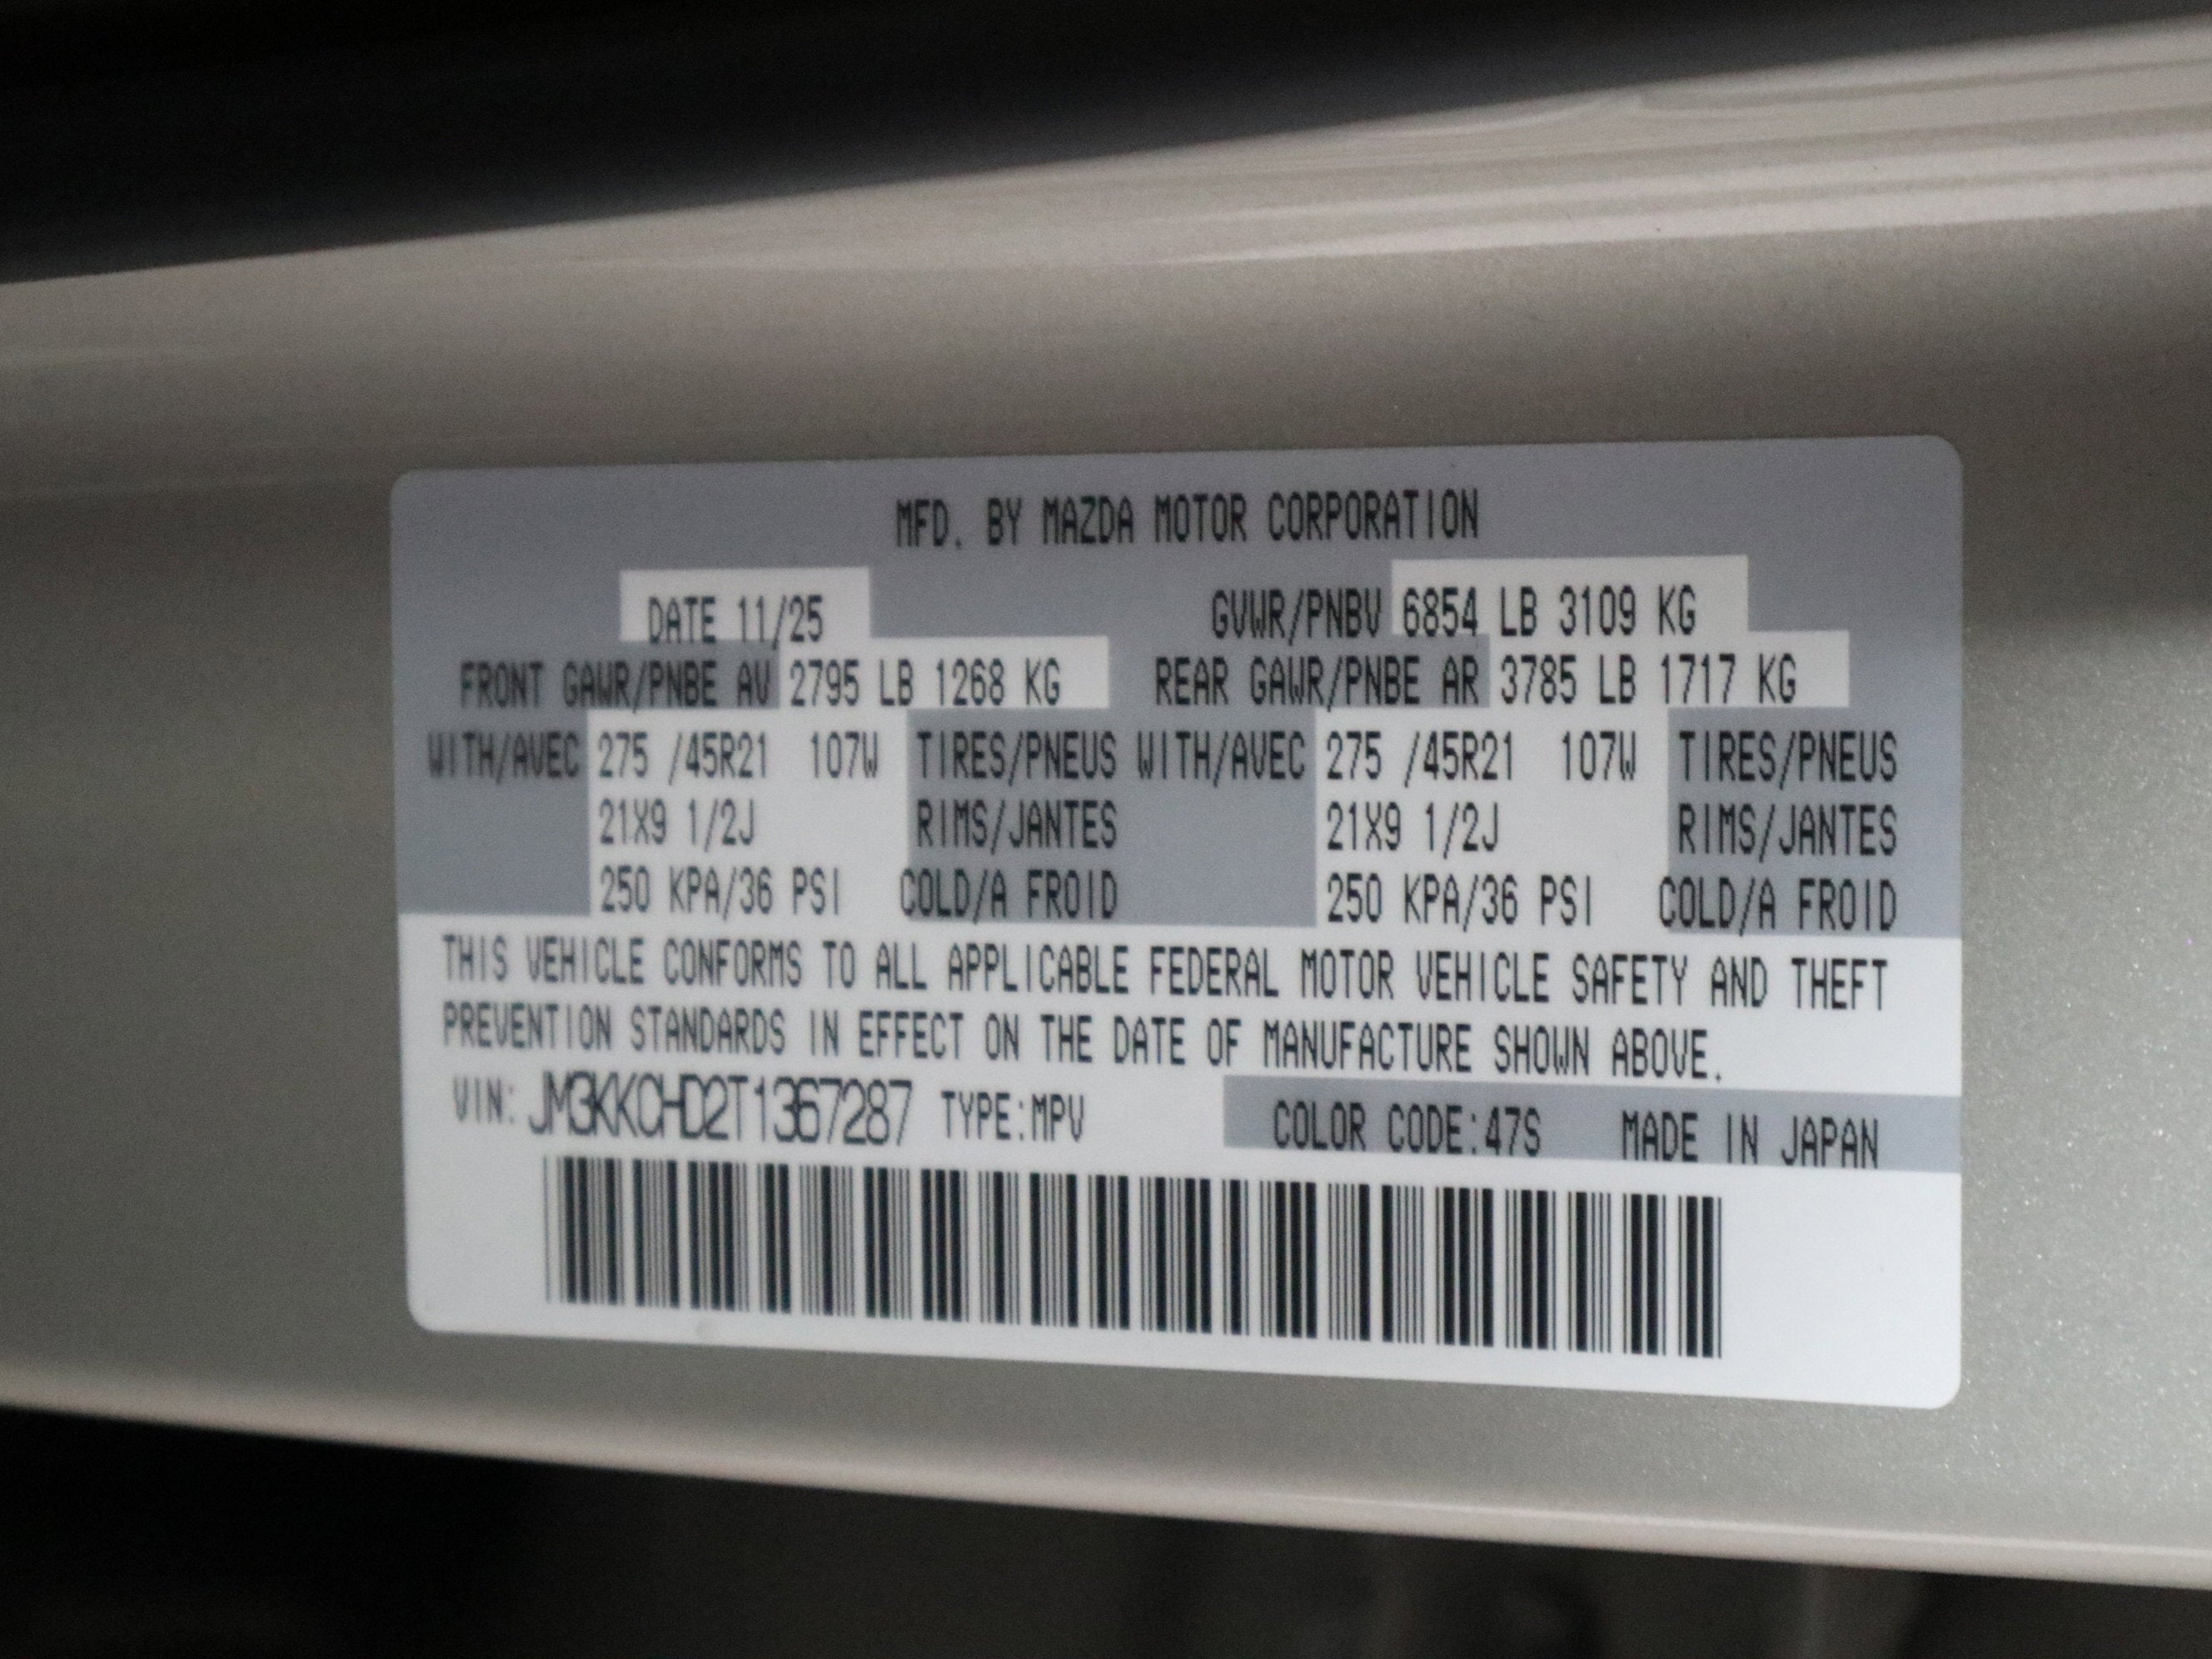 MFD. BY MAZDA MOTOR CORPORATION
DATE 11/25 GVWR/PNBV 6854 LB 3109 KG
FRONT GAWR/PNBE AV 2795 LB 1268 KG REAR GAWR/PNBE AR 3785 LB 1717 KG
WITH/AVEC 275 /45R21 107W TIRES/PNEUS WITH/AVEC 275 /45R21 107W TIRES/PNEUS
21X9 1/2J RIMS/JANTES 21X9 1/2J RIMS/JANTES
250 KPA/36 PSI COLD/A FROID 250 KPA/36 PSI COLD/A FROID
THIS VEHICLE CONFORMS TO ALL APPLICABLE FEDERAL MOTOR VEHICLE SAFETY AND THEFT
PREVENTION STANDARDS IN EFFECT ON THE DATE OF MANUFACTURE SHOWN ABOVE.
VIN: JM3KKCHD2T1367287 TYPE:MPV COLOR CODE:47S MADE IN JAPAN